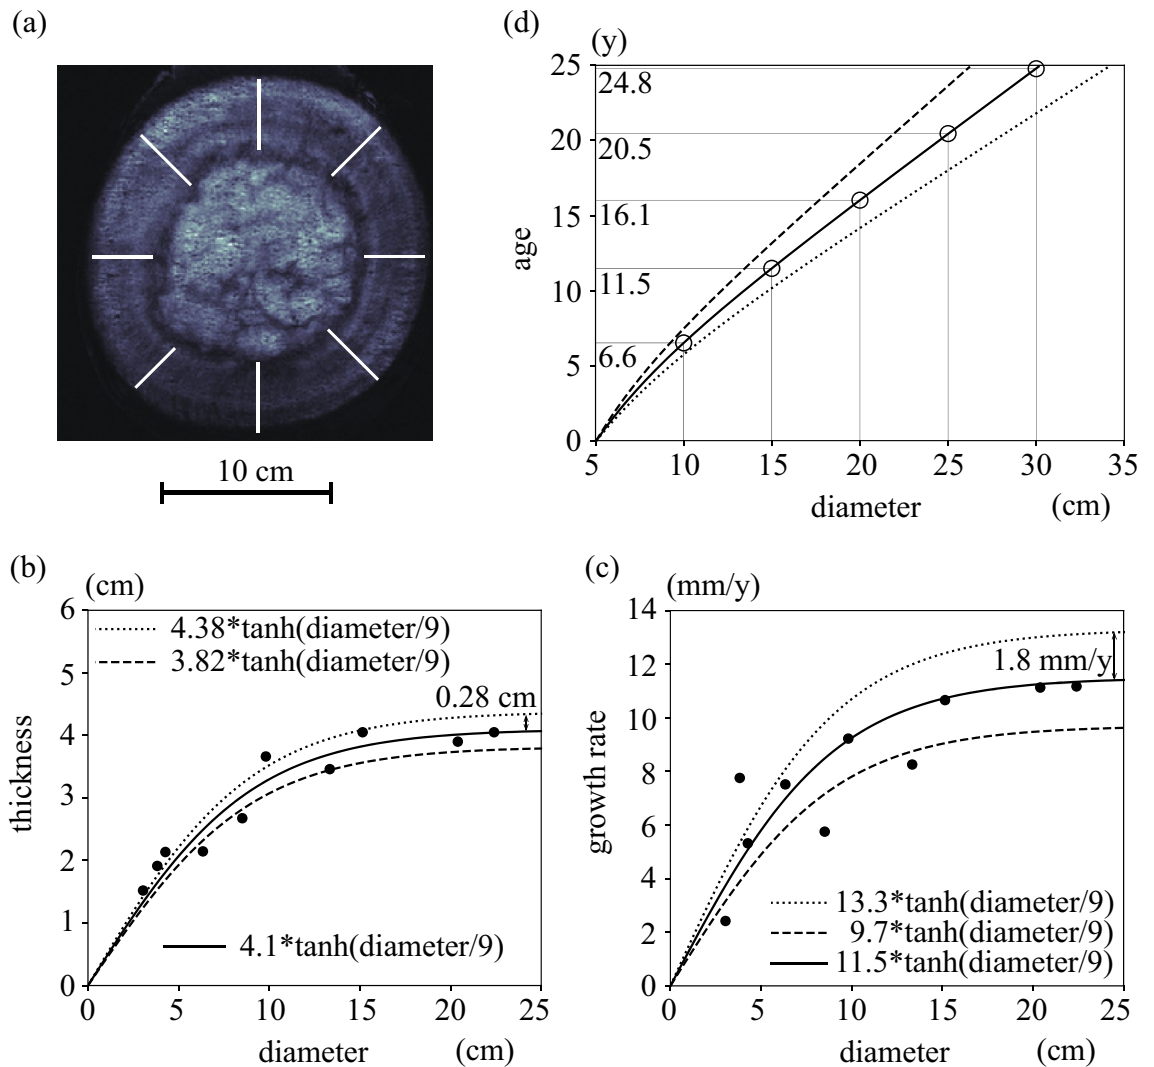 (a)
10 cm
(d)
(y)
25
20
15
10
5
0
24.8
20.5
16.1
11.5
6.6
age
5 10 15 20 25 30 35
diameter (cm)
(b)
(cm)
6
5
4
3
2
1
0
thickness
4.38*tanh(diameter/9)
3.82*tanh(diameter/9)
0.28 cm
4.1*tanh(diameter/9)
0 5 10 15 20 25
diameter (cm)
(c)
(mm/y)
14
12
10
8
6
4
2
0
growth rate
1.8 mm/y
13.3*tanh(diameter/9)
9.7*tanh(diameter/9)
11.5*tanh(diameter/9)
0 5 10 15 20 25
diameter (cm)